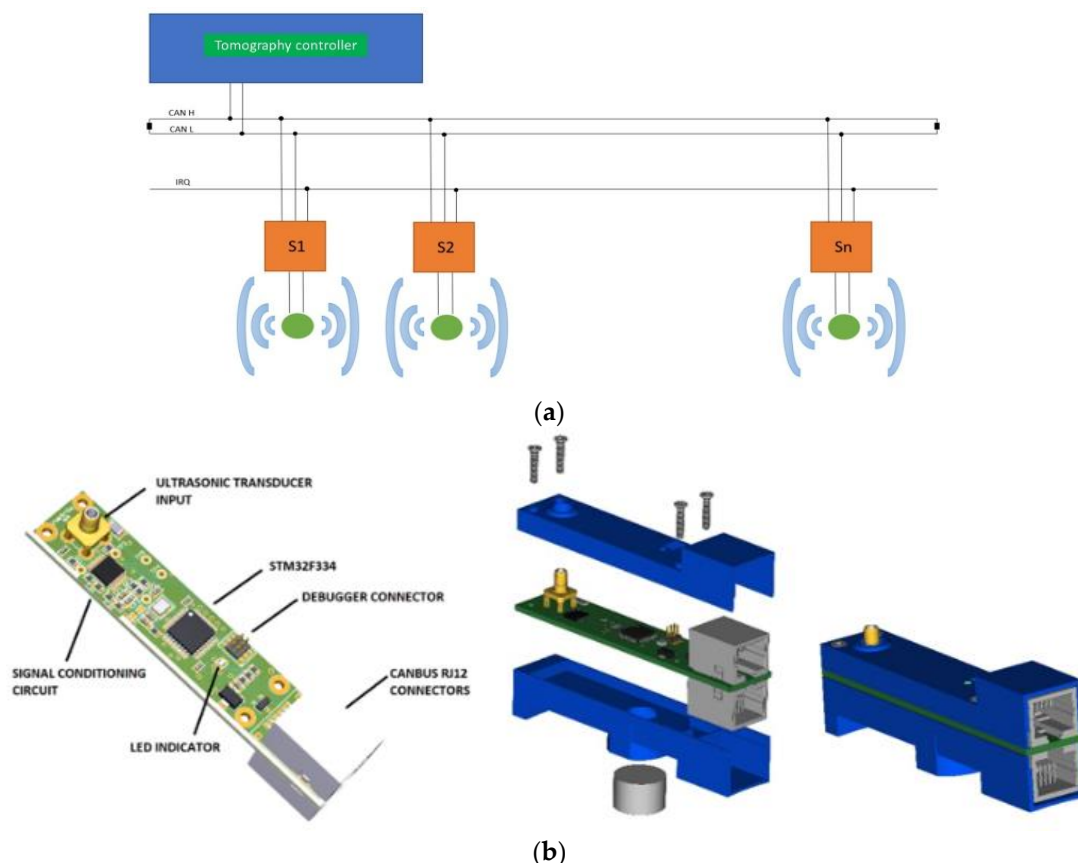 Tomography controller
CAN H
CAN L
IRQ
S1
S2
Sn
(a)
ULTRASONIC TRANSDUCER
INPUT
STM32F334
DEBUGGER CONNECTOR
SIGNAL CONDITIONING
CIRCUIT
CANBUS RJ12
CONNECTORS
LED INDICATOR
(b)